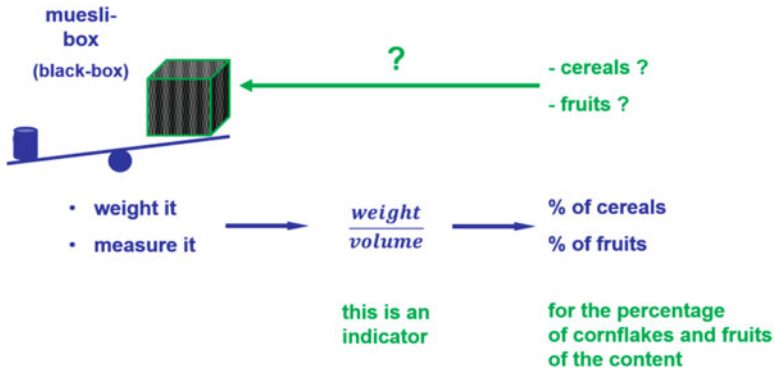 muesli-
box
(black-box)
?
- cereals ?
- fruits ?
• weight it
• measure it
weight
volume
% of cereals
% of fruits
this is an
indicator
for the percentage
of cornflakes and fruits
of the content